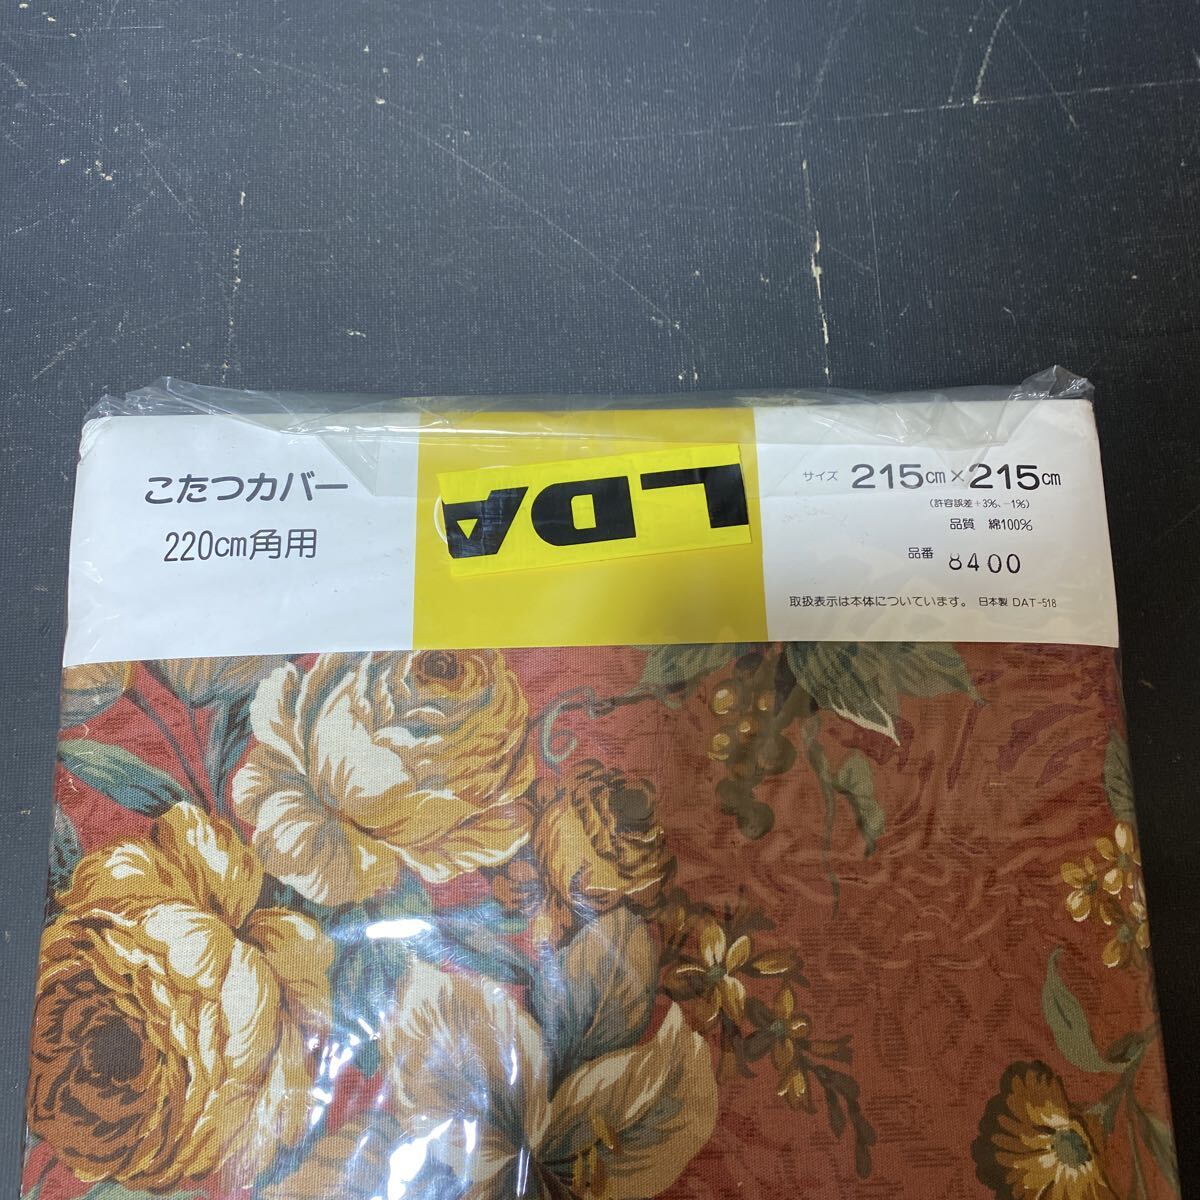 こたつカバー
220cm角用
LDA
サイズ 215cm×215cm
(許容誤差+3%、-1%)
品質 綿100%
品番 8400
取扱表示は本体についています。 日本製 DAT-518